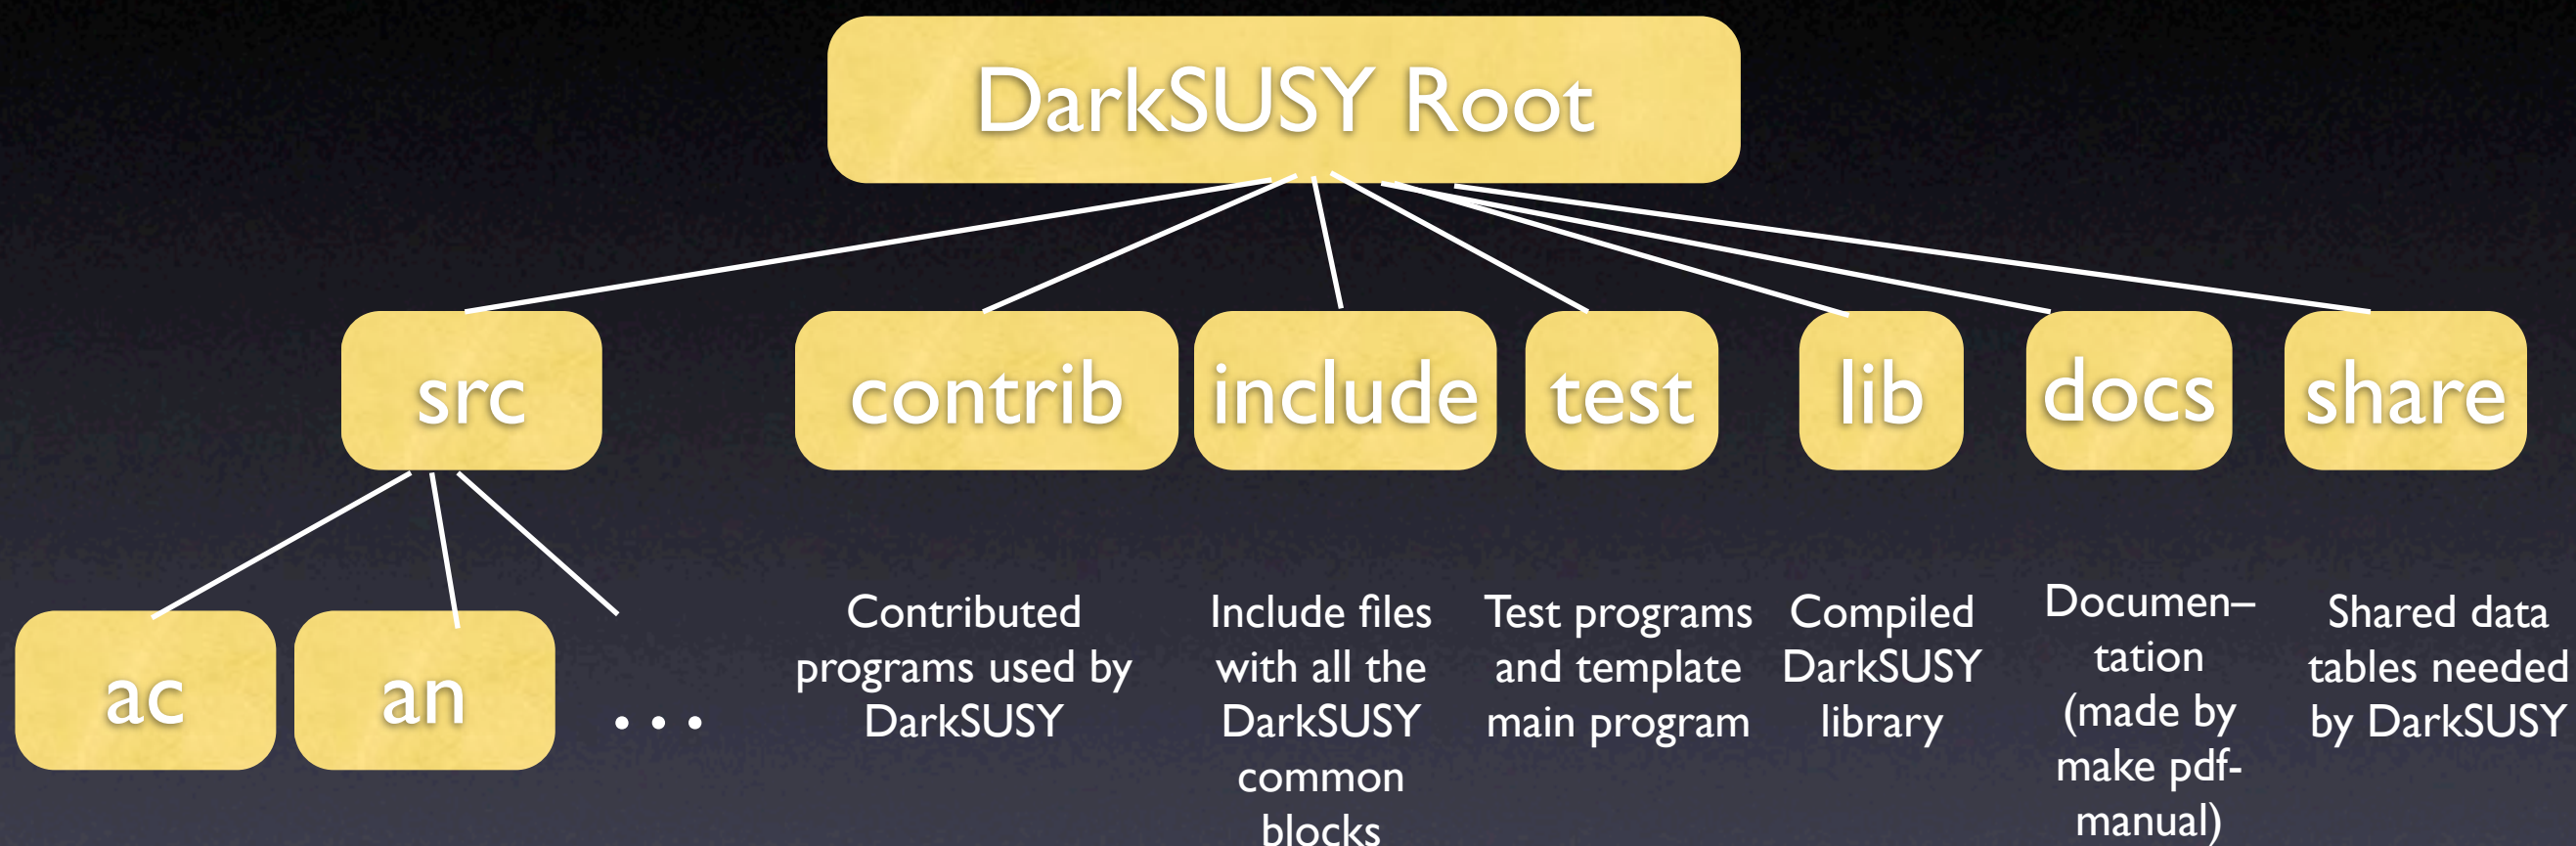 DarkSUSY Root
src
contrib
include
test
lib
docs
share
ac
an
...
Contributed
programs used by
DarkSUSY
Include files
with all the
DarkSUSY
common
blocks
Test programs
and template
main program
Compiled
DarkSUSY
library
Documen–
tation
(made by
make pdf-
manual)
Shared data
tables needed
by DarkSUSY